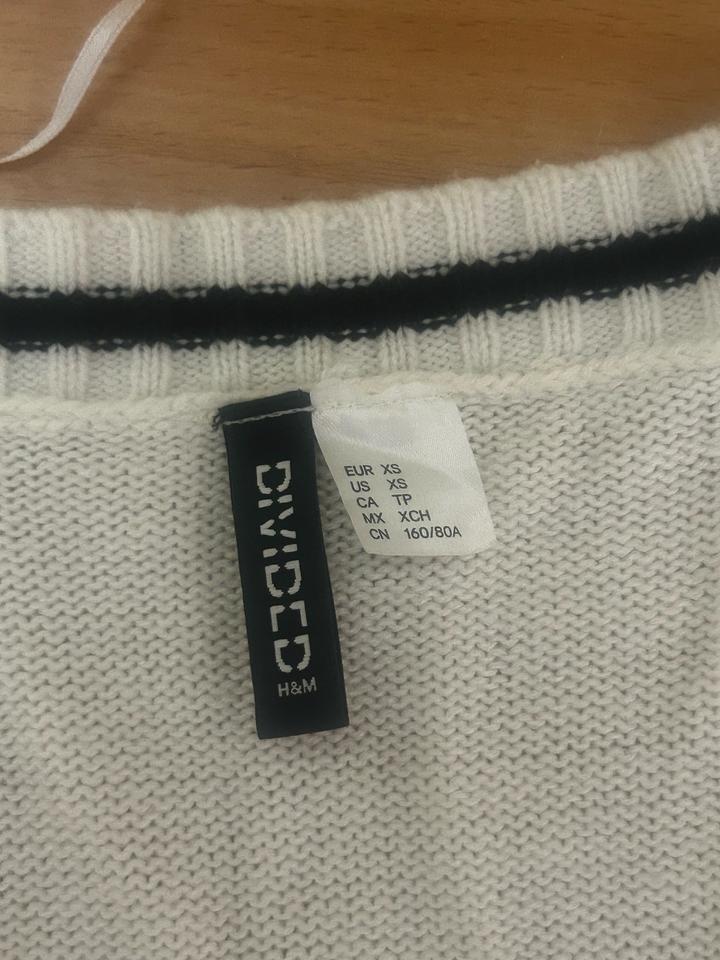 DIVIDED
H&M
EUR XS
US XS
CA TP
MX XCH
CN 160/80A